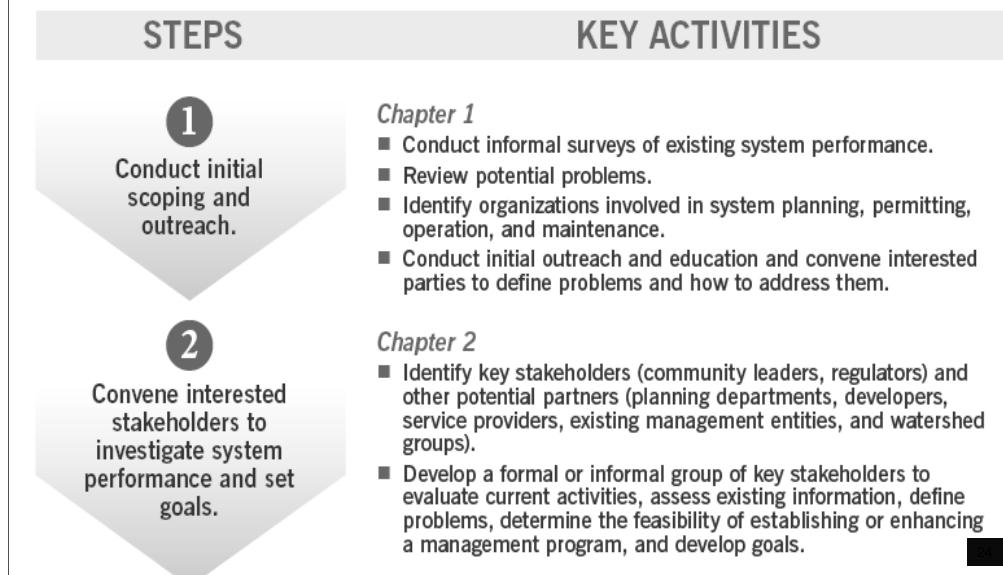 STEPS
KEY ACTIVITIES
1
Conduct initial
scoping and
outreach.
Chapter 1
■ Conduct informal surveys of existing system performance.
■ Review potential problems.
■ Identify organizations involved in system planning, permitting,
operation, and maintenance.
■ Conduct initial outreach and education and convene interested
parties to define problems and how to address them.
2
Convene interested
stakeholders to
investigate system
performance and set
goals.
Chapter 2
■ Identify key stakeholders (community leaders, regulators) and
other potential partners (planning departments, developers,
service providers, existing management entities, and watershed
groups).
■ Develop a formal or informal group of key stakeholders to
evaluate current activities, assess existing information, define
problems, determine the feasibility of establishing or enhancing
a management program, and develop goals.
24